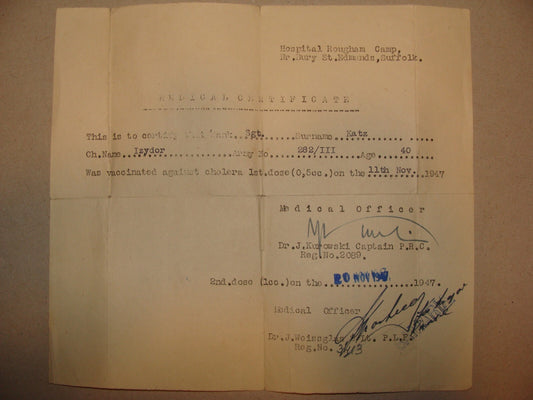 Hospital Rougham Camp.
Nr.Bury St.Edmunds,Suffolk.
MEDICAL CERTIFICATE
This is to certify that Rank..Sgt.....Surname...Katz.....
Ch.Name...Izydor......Army No...282/III...Age...40...
Was vaccinated against cholera 1st.dose(0,5cc.)on the 11th Nov.1947
Medical Officer
Dr.J.Kurowski Captain P.R.C.
Reg.No.2089.
2nd.dose (1cc.)on the...20 NOV 1947...1947.
Medical Officer
Reg.No.